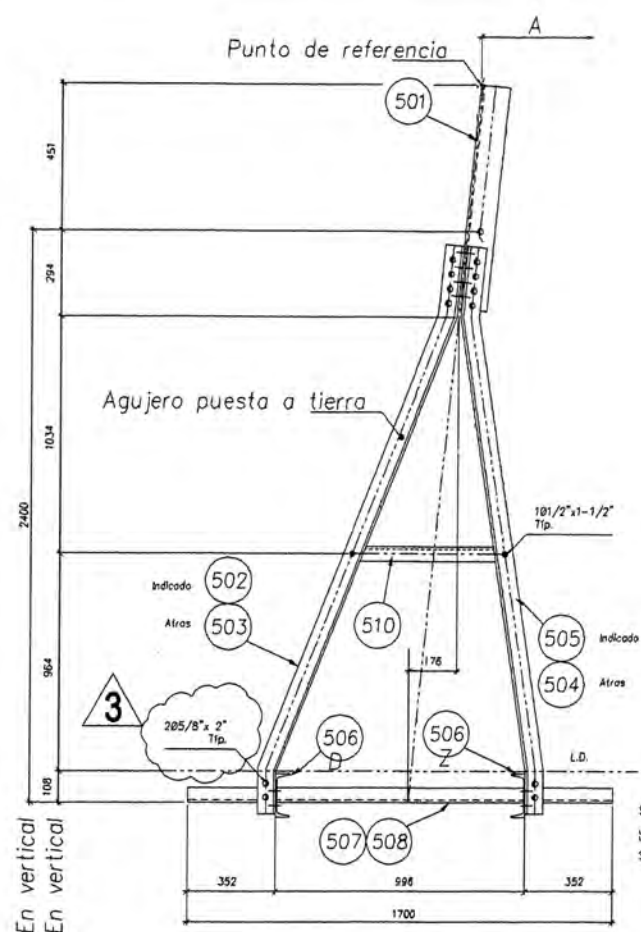 A
Punto de referencia
501
451
294
Agujero puesta a tierra
1034
2400
1Ø1/2"x1-1/2"
Tip.
Indicado 502
510
Atras 503
505 Indicado
504 Atras
176
964
3
2Ø5/8"x 2"
Tip.
506
506
D
Z
L.D.
108
507 508
En vertical
En vertical
352
996
352
1700